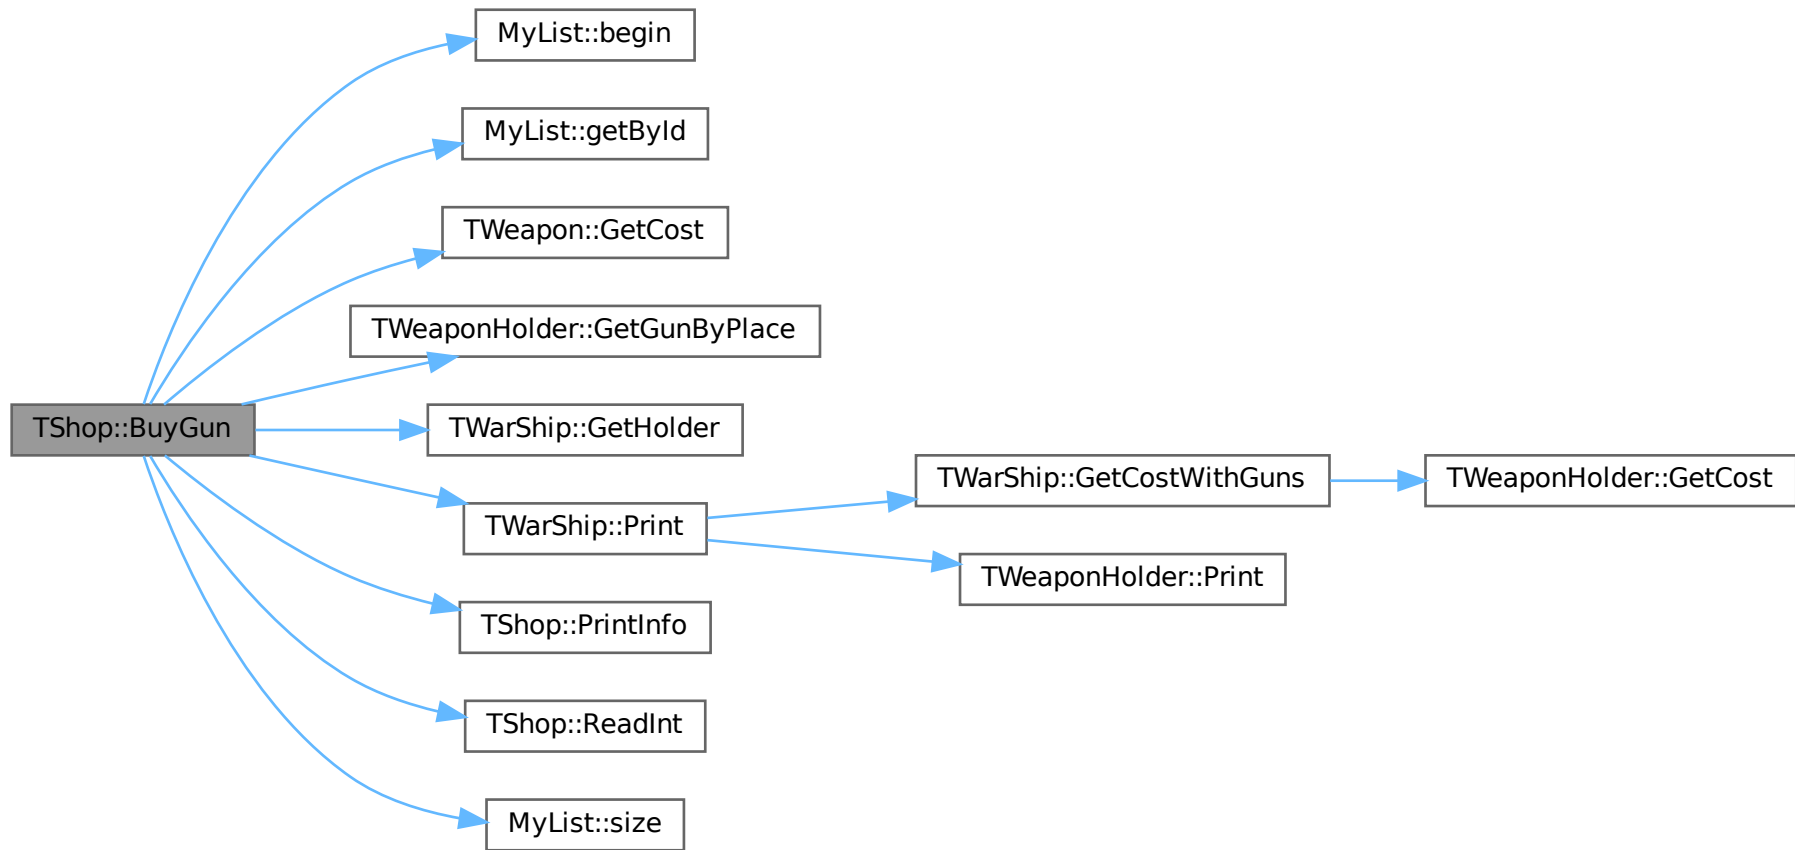 MyList::begin
MyList::getById
TWeapon::GetCost
TWeaponHolder::GetGunByPlace
TShop::BuyGun
TWarShip::GetHolder
TWarShip::GetCostWithGuns
TWeaponHolder::GetCost
TWarShip::Print
TWeaponHolder::Print
TShop::PrintInfo
TShop::ReadInt
MyList::size